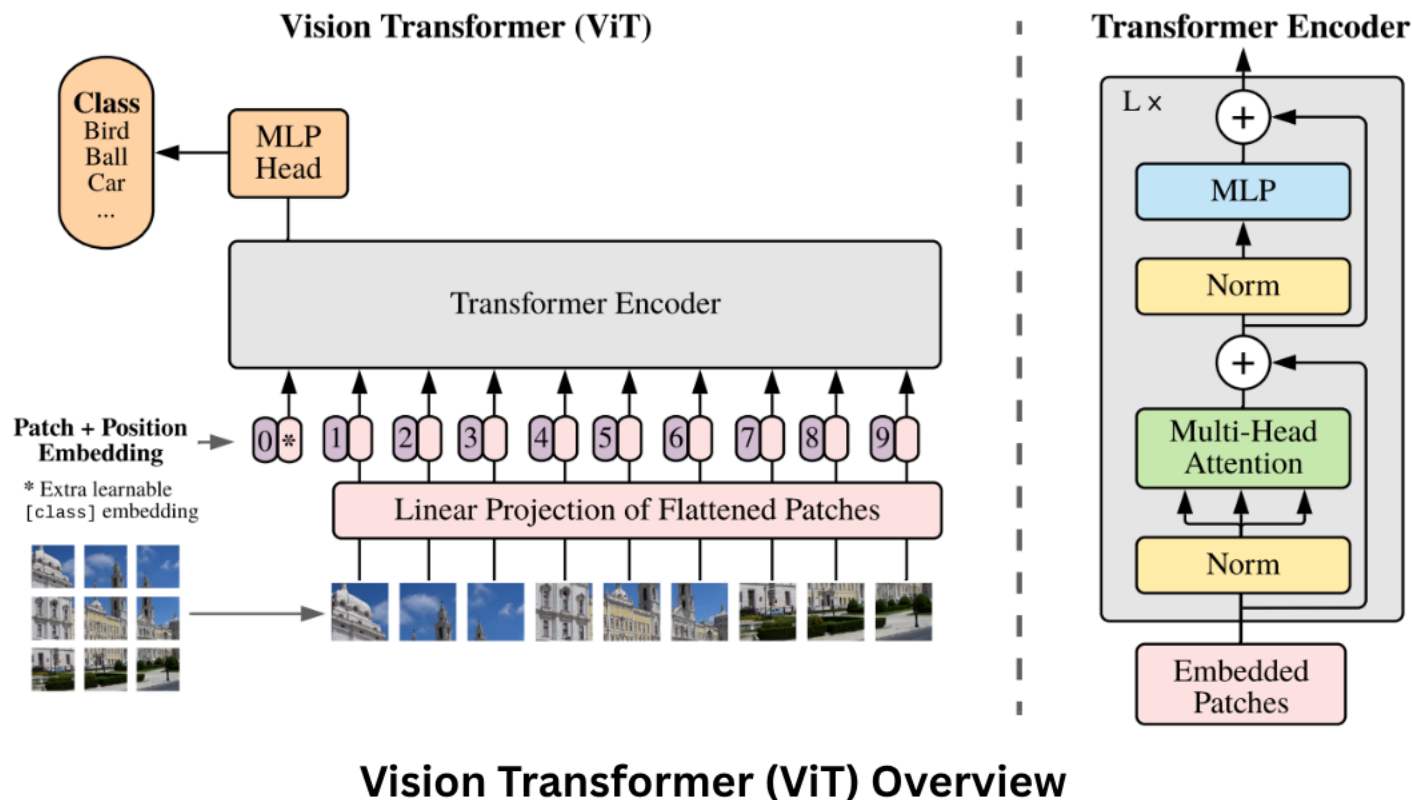 Vision Transformer (ViT)
Class
Bird
Ball
Car
...
MLP
Head
Transformer Encoder
Patch + Position
Embedding
* Extra learnable
[class] embedding
0 * 1 2 3 4 5 6 7 8 9
Linear Projection of Flattened Patches
Transformer Encoder
L ×
+
MLP
Norm
+
Multi-Head
Attention
Norm
Embedded
Patches
Vision Transformer (ViT) Overview